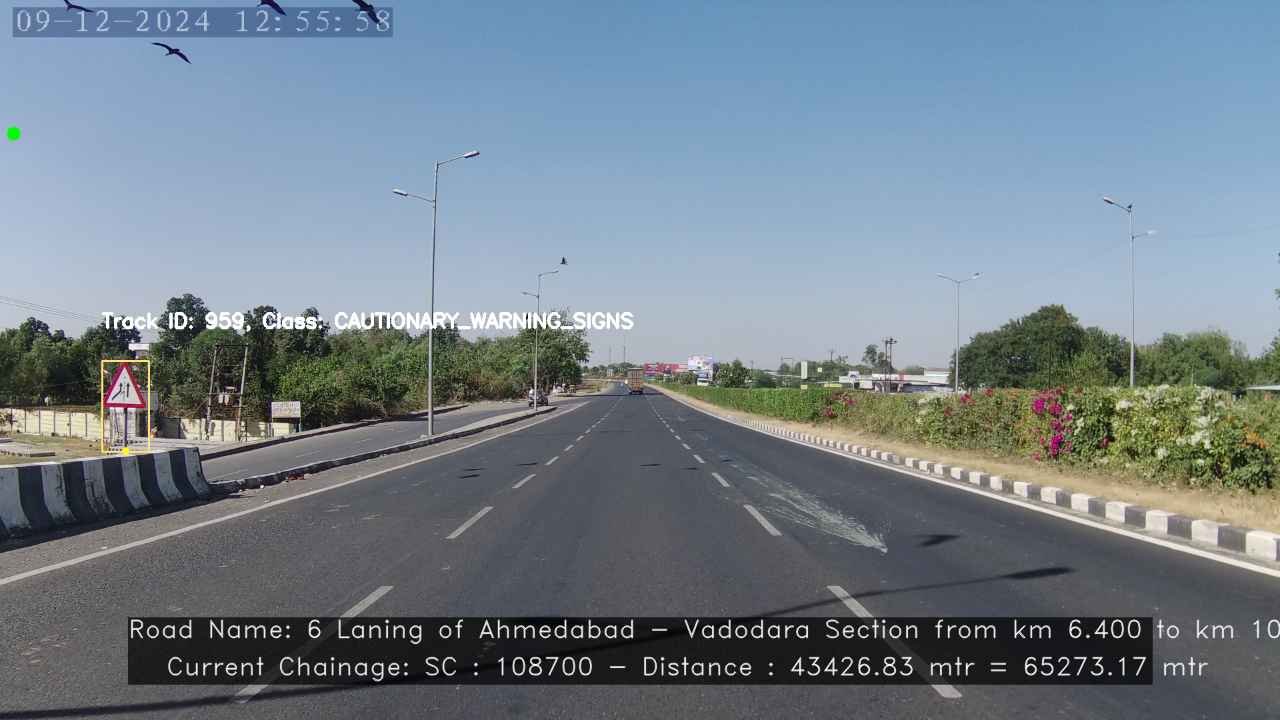 09-12-2024 12:55:58
Track ID: 959, Class: CAUTIONARY_WARNING_SIGNS
Road Name: 6 Laning of Ahmedabad - Vadodara Section from km 6.400 to km 10
Current Chainage: SC : 108700 - Distance : 43426.83 mtr = 65273.17 mtr